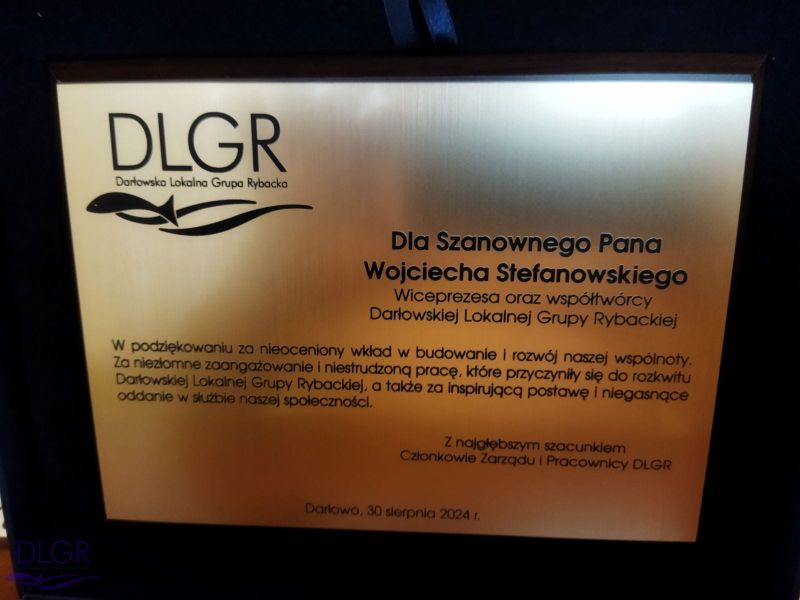 DLGR
Darłowska Lokalna Grupa Rybacka
Dla Szanownego Pana
Wojciecha Stefanowskiego
Wiceprezesa oraz współtwórcy
Darłowskiej Lokalnej Grupy Rybackiej
W podziękowaniu za nieoceniony wkład w budowanie i rozwój naszej wspólnoty.
Za niezłomne zaangażowanie i niestrudzoną pracę, które przyczyniły się do rozkwitu
Darłowskiej Lokalnej Grupy Rybackiej, a także za inspirującą postawę i niegasnące
oddanie w służbie naszej społeczności.
Z najgłębszym szacunkiem
Członkowie Zarządu i Pracownicy DLGR
Darłowo, 30 sierpnia 2024 r.
DLGR